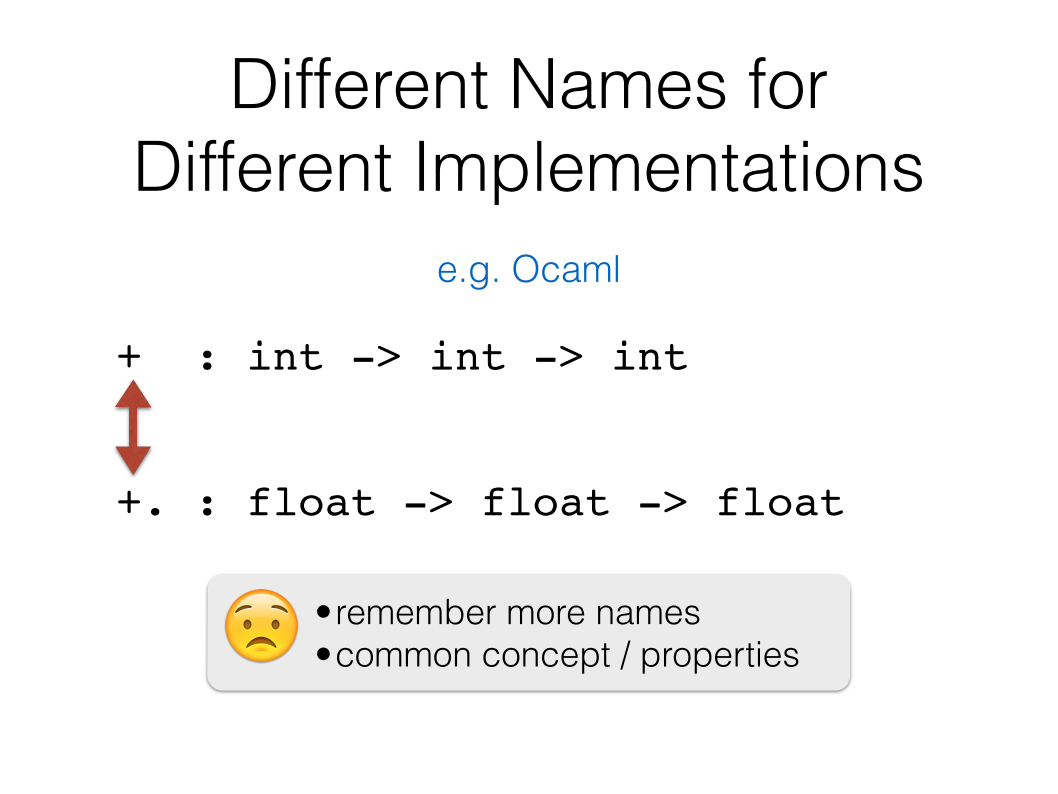 Different Names for
Different Implementations
e.g. Ocaml
+ : int -> int -> int
+. : float -> float -> float
•remember more names
•common concept / properties